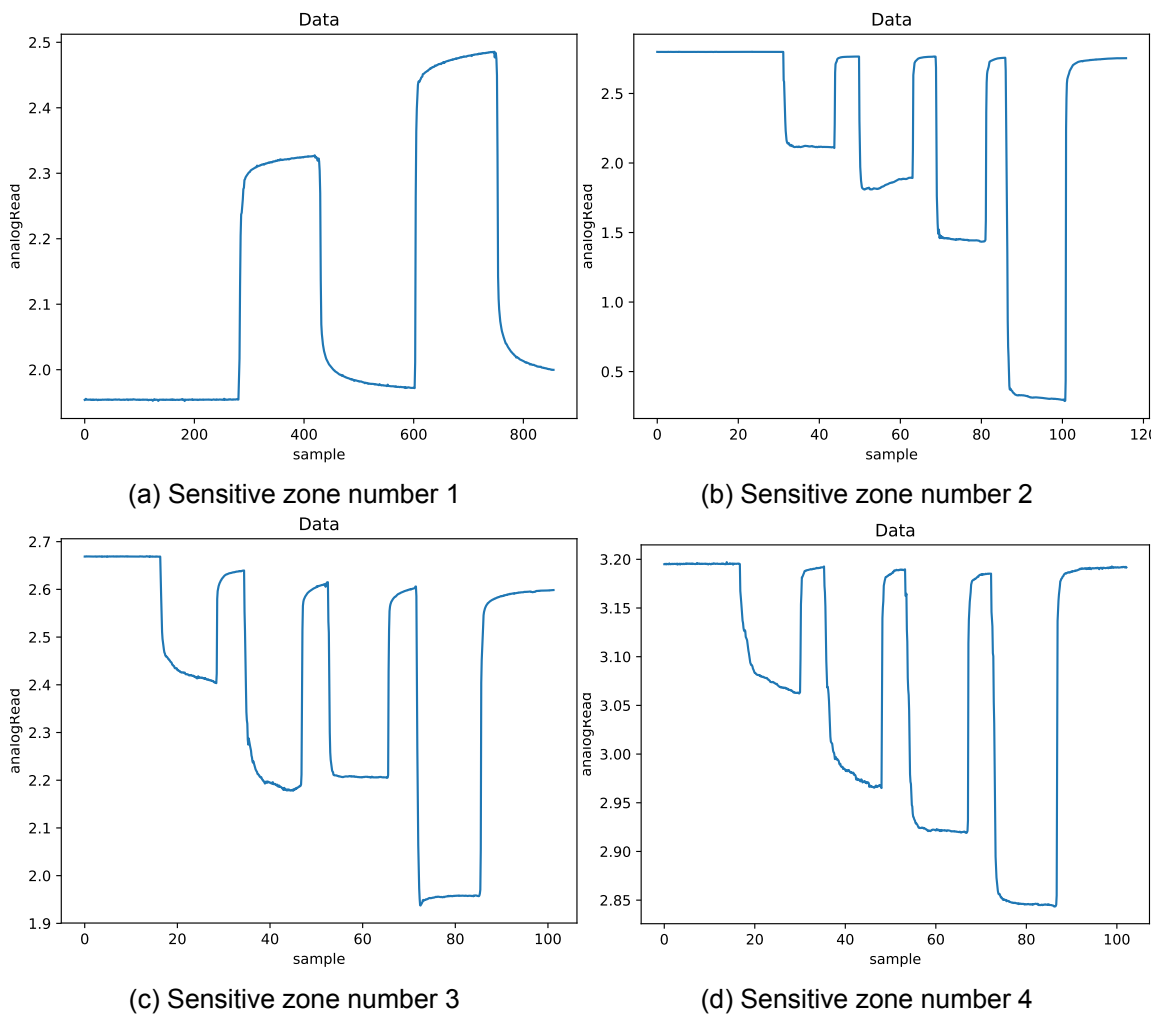 Data
2.5
2.4
2.3
2.2
2.1
2.0
analogRead
0 200 400 600 800
sample
(a) Sensitive zone number 1
Data
2.5
2.0
1.5
1.0
0.5
analogRead
0 20 40 60 80 100 120
sample
(b) Sensitive zone number 2
Data
2.7
2.6
2.5
2.4
2.3
2.2
2.1
2.0
1.9
analogRead
0 20 40 60 80 100
sample
(c) Sensitive zone number 3
Data
3.20
3.15
3.10
3.05
3.00
2.95
2.90
2.85
analogRead
0 20 40 60 80 100
sample
(d) Sensitive zone number 4